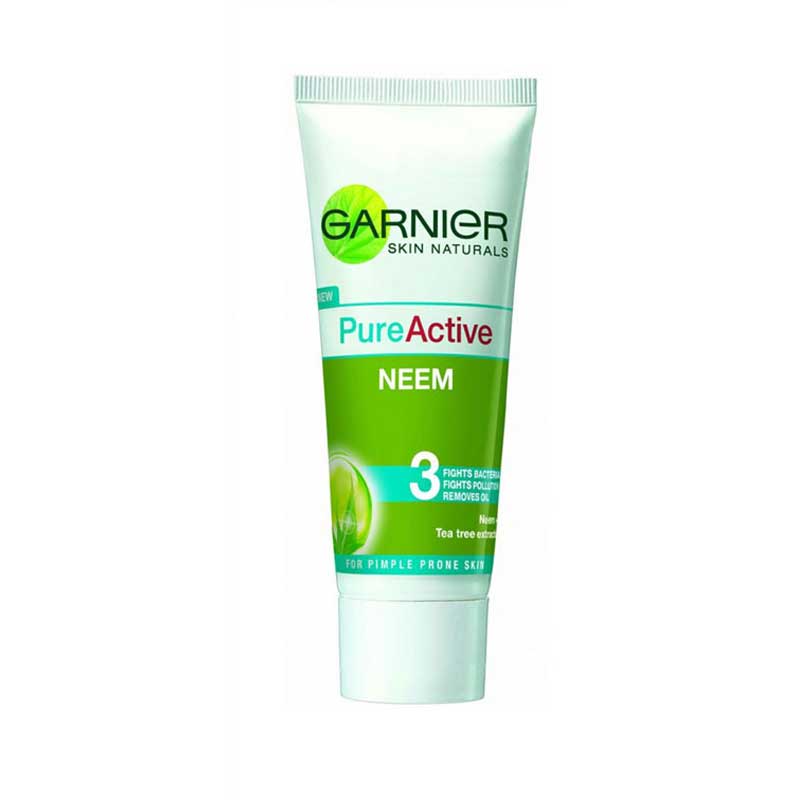 GARNIER
SKIN NATURALS
NEW
PureActive
NEEM
3
FIGHTS BACTERIA
FIGHTS POLLUTION
REMOVES OIL
Neem +
Tea tree extracts
FOR PIMPLE PRONE SKIN